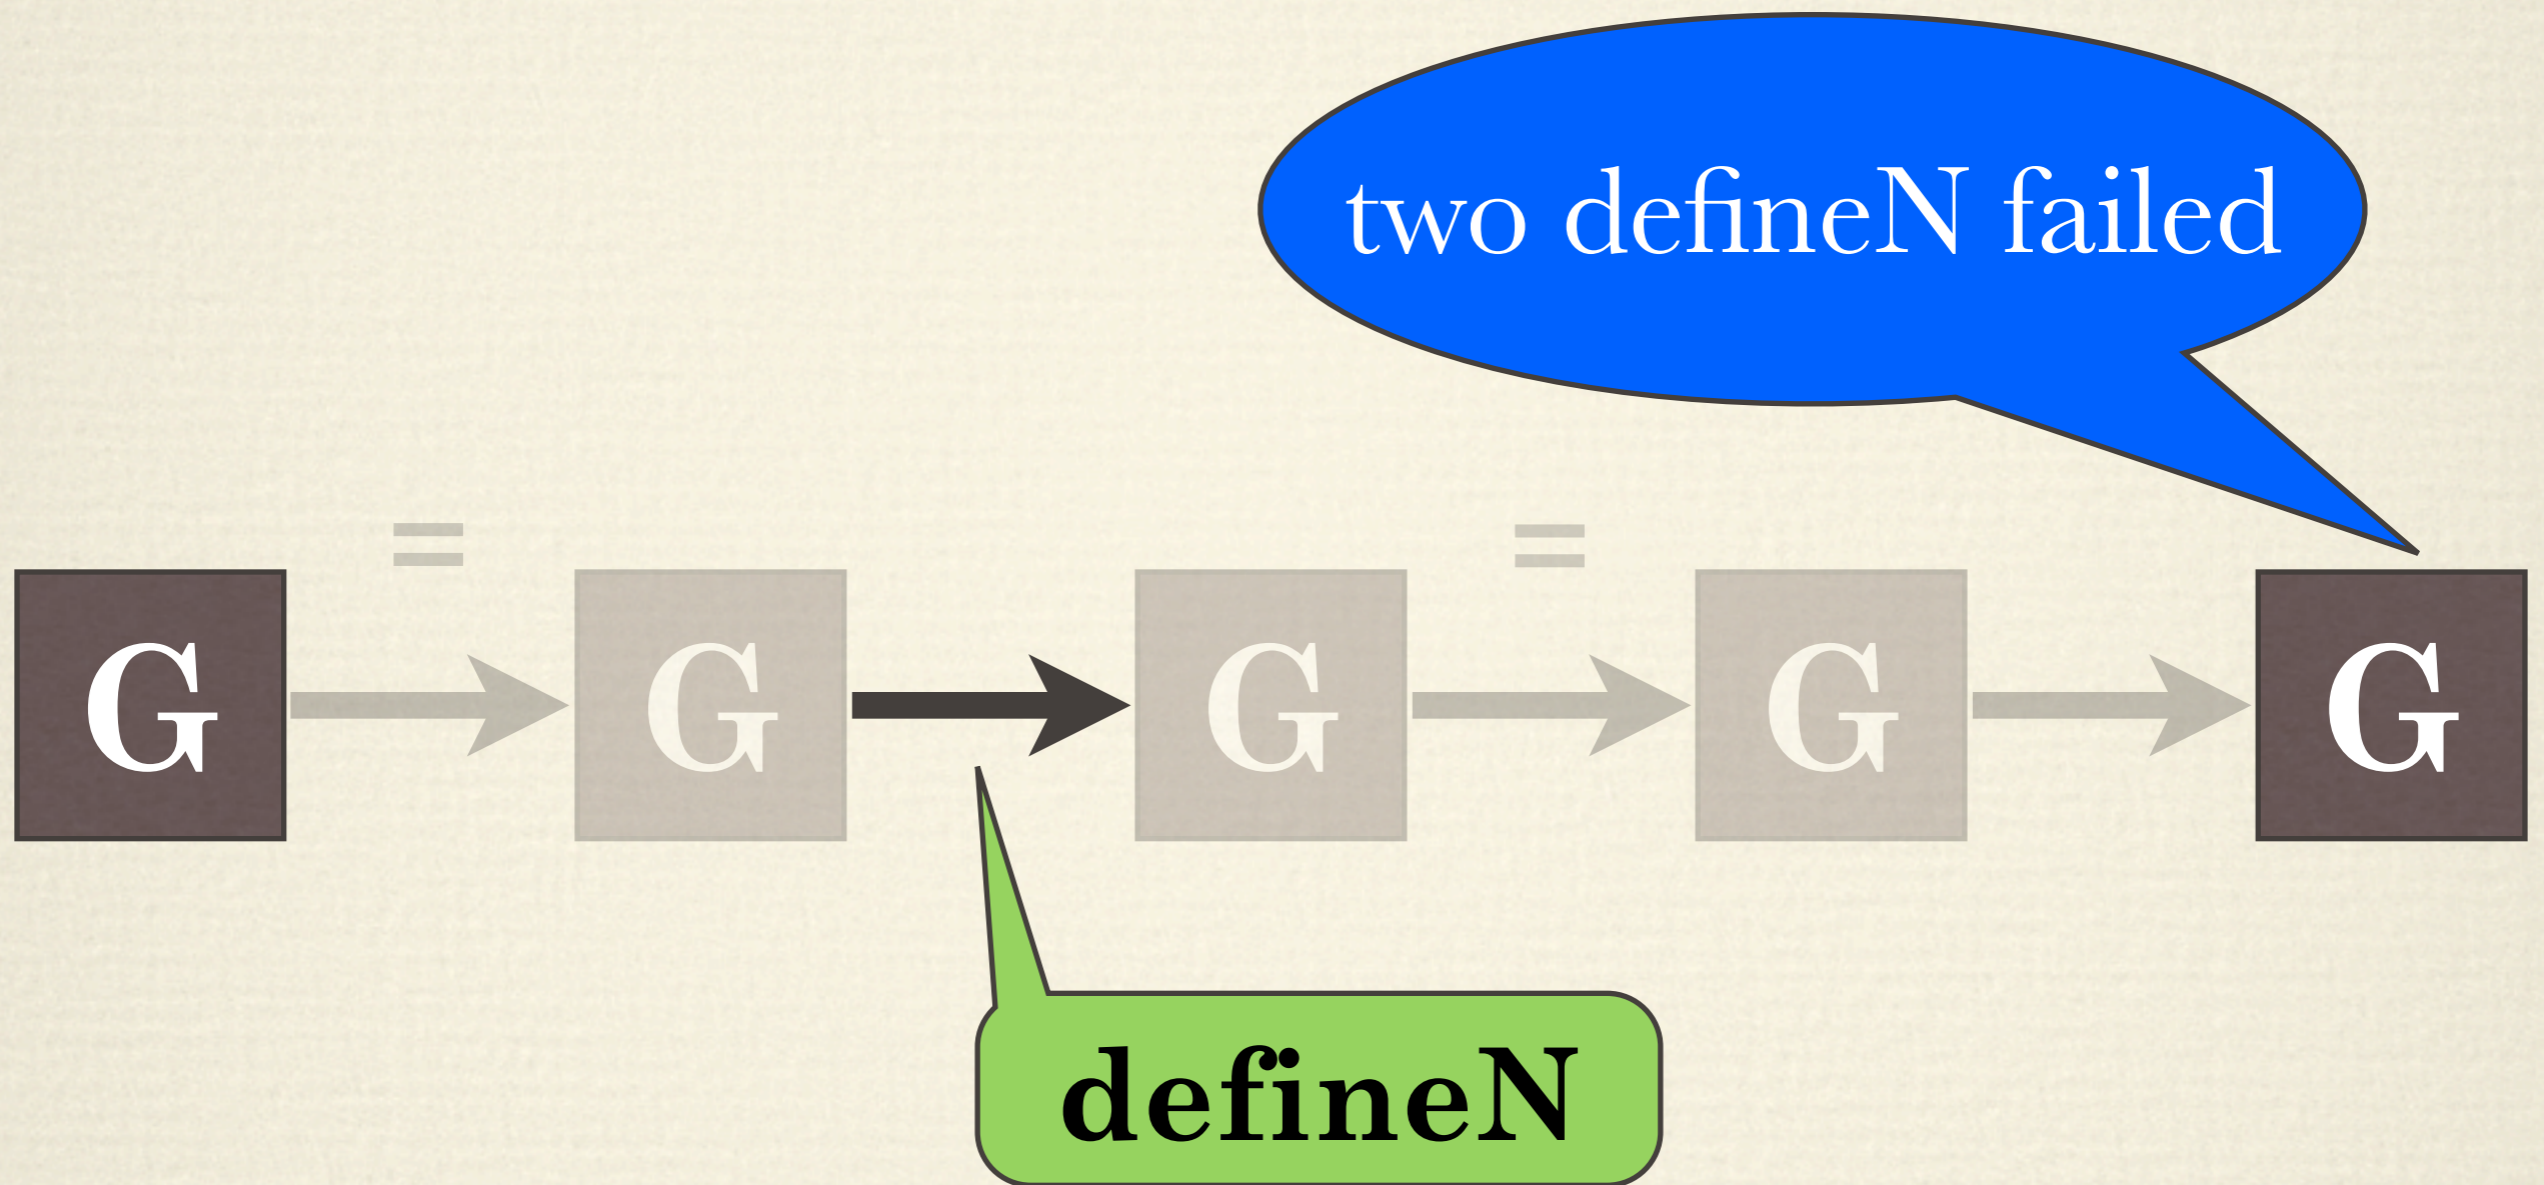 two defineN failed
= =
G G G G G
defineN